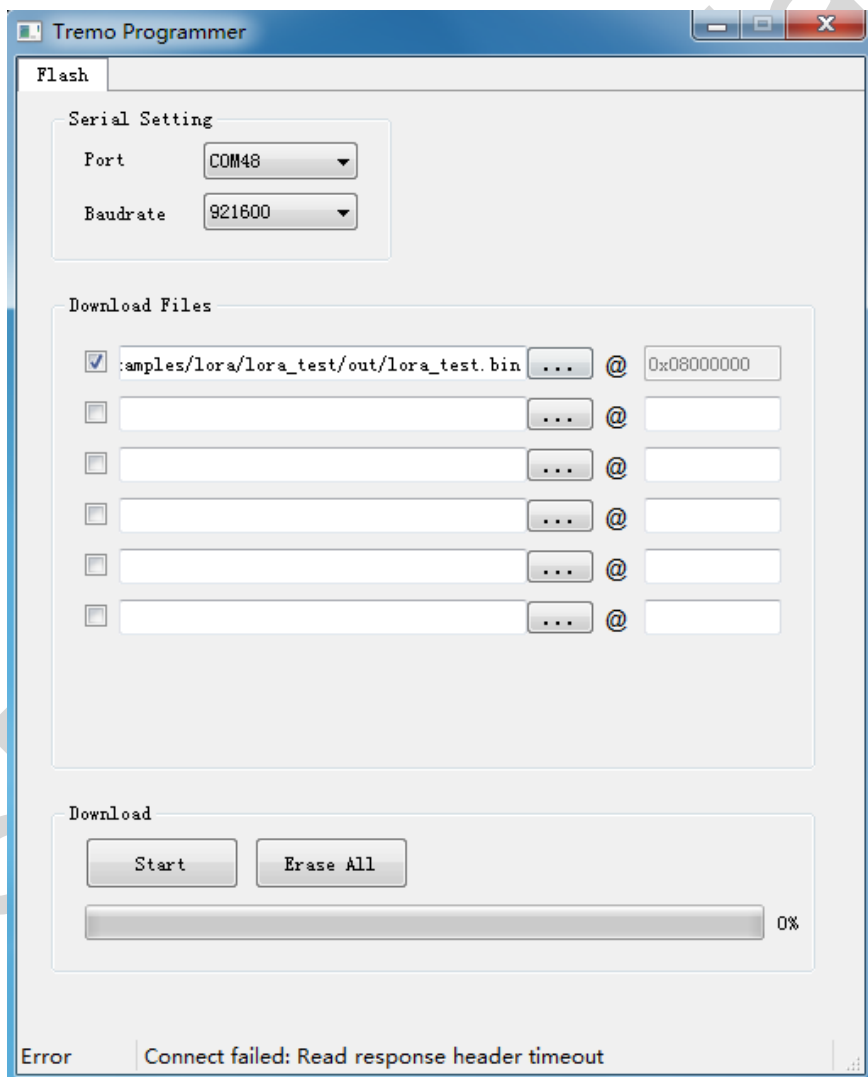 Tremo Programmer
Flash
Serial Setting
Port COM48
Baudrate 921600
Download Files
:amples/lora/lora_test/out/lora_test.bin ... @ 0x08000000
... @
... @
... @
... @
... @
Download
Start Erase All
0%
Error Connect failed: Read response header timeout